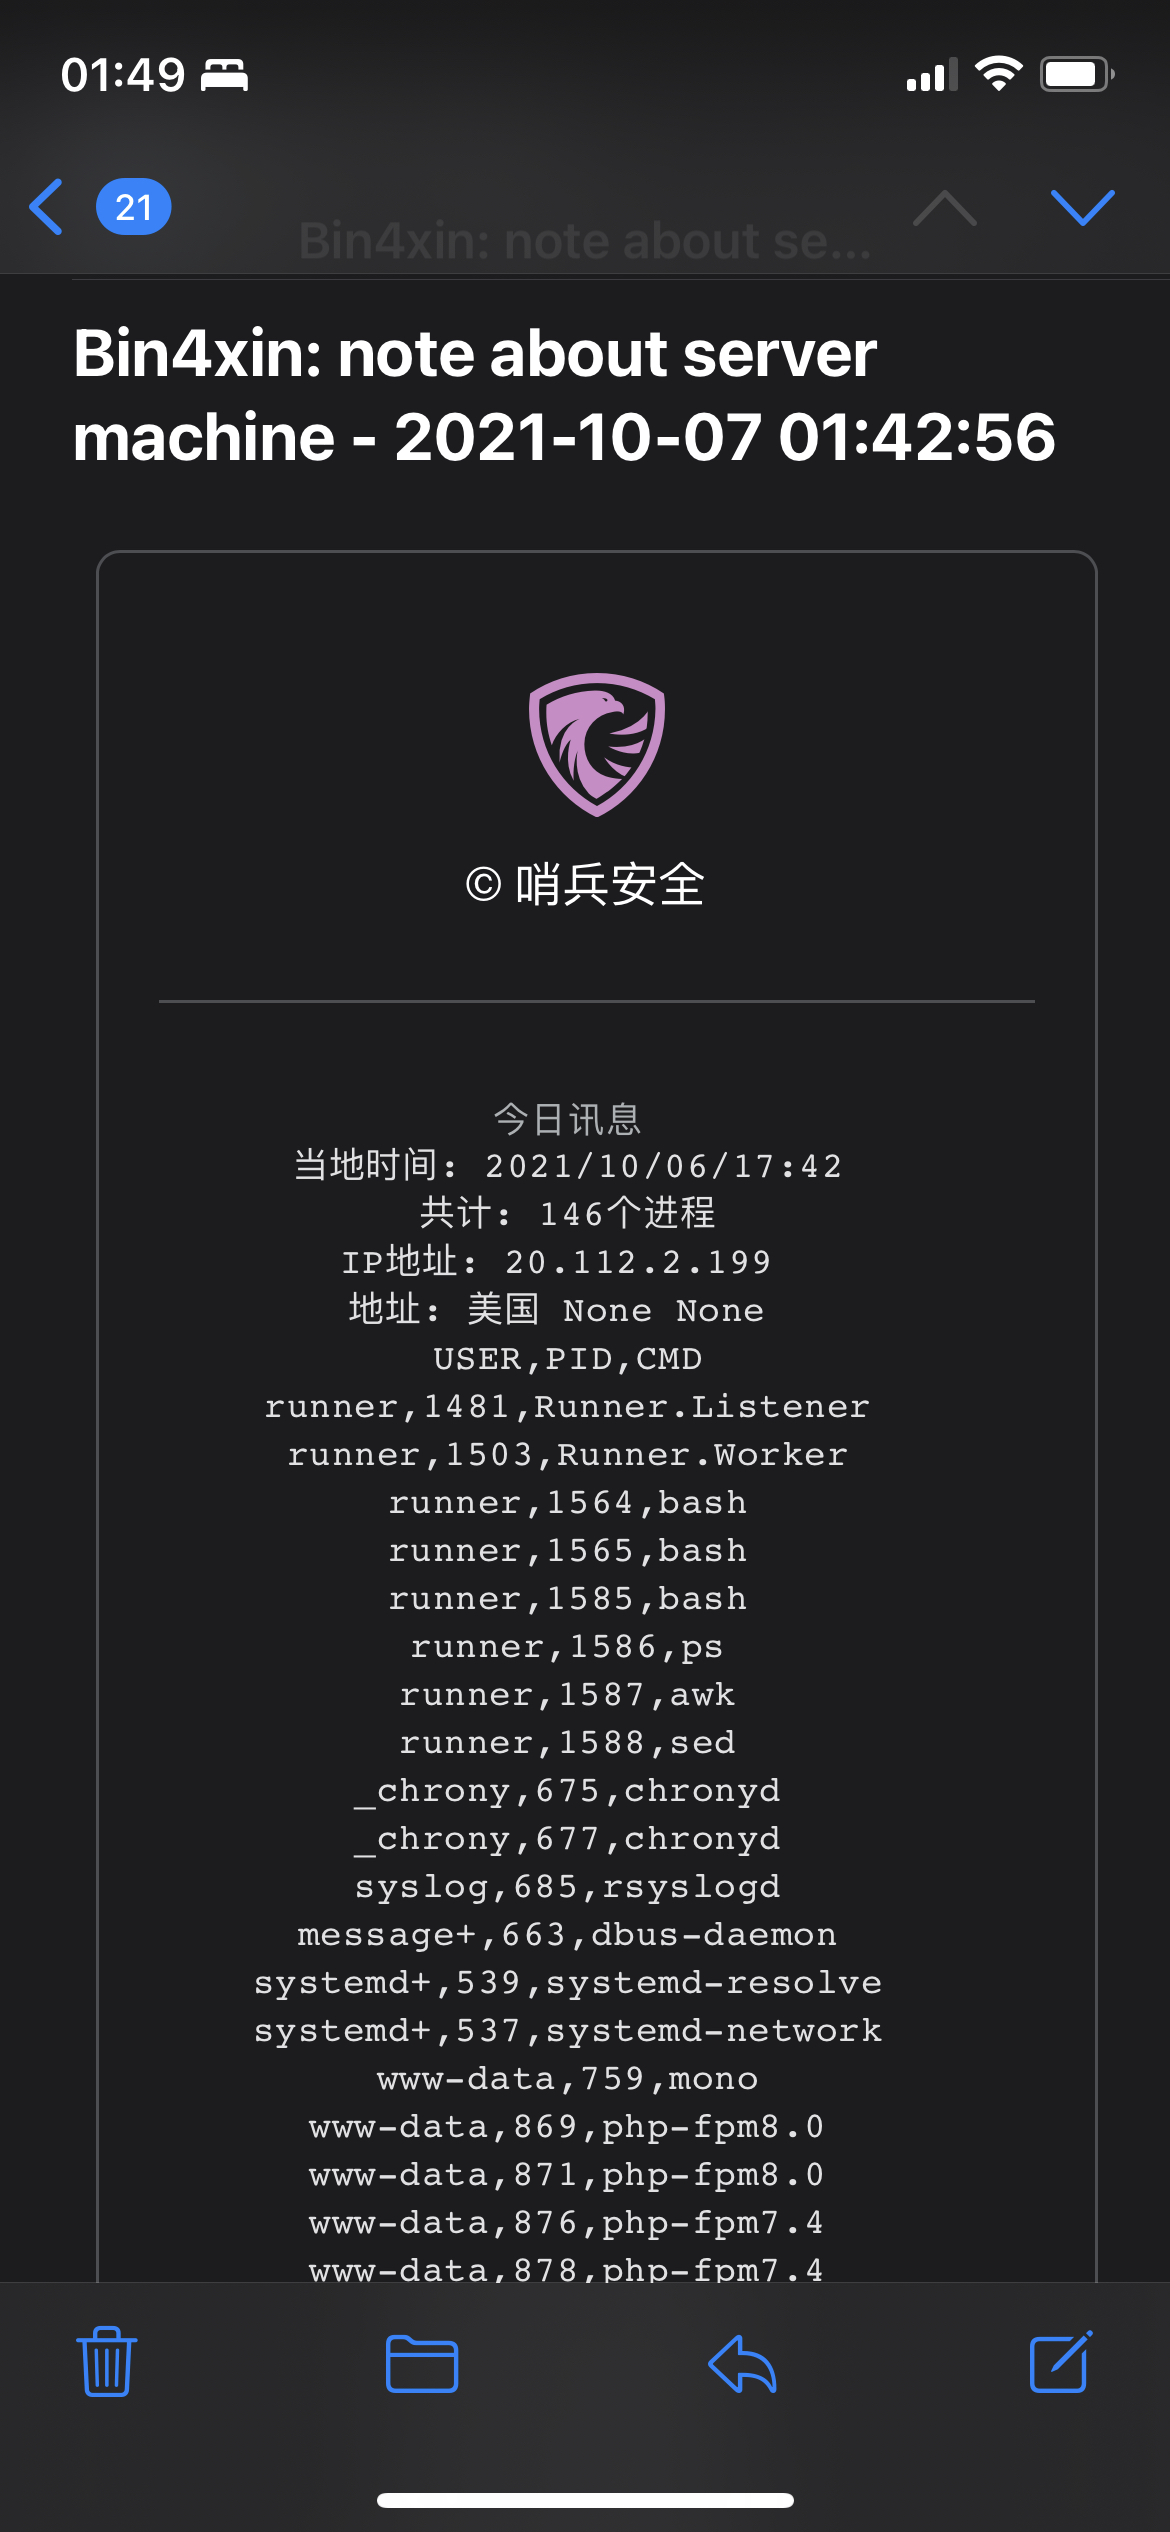 01:49
21
Bin4xin: note about se...
Bin4xin: note about server
machine - 2021-10-07 01:42:56
© 哨兵安全
今日讯息
当地时间: 2021/10/06/17:42
共计: 146个进程
IP地址: 20.112.2.199
地址: 美国 None None
USER,PID,CMD
runner,1481,Runner.Listener
runner,1503,Runner.Worker
runner,1564,bash
runner,1565,bash
runner,1585,bash
runner,1586,ps
runner,1587,awk
runner,1588,sed
_chrony,675,chronyd
_chrony,677,chronyd
syslog,685,rsyslogd
message+,663,dbus-daemon
systemd+,539,systemd-resolve
systemd+,537,systemd-network
www-data,759,mono
www-data,869,php-fpm8.0
www-data,871,php-fpm8.0
www-data,876,php-fpm7.4
www-data,878,php-fpm7.4